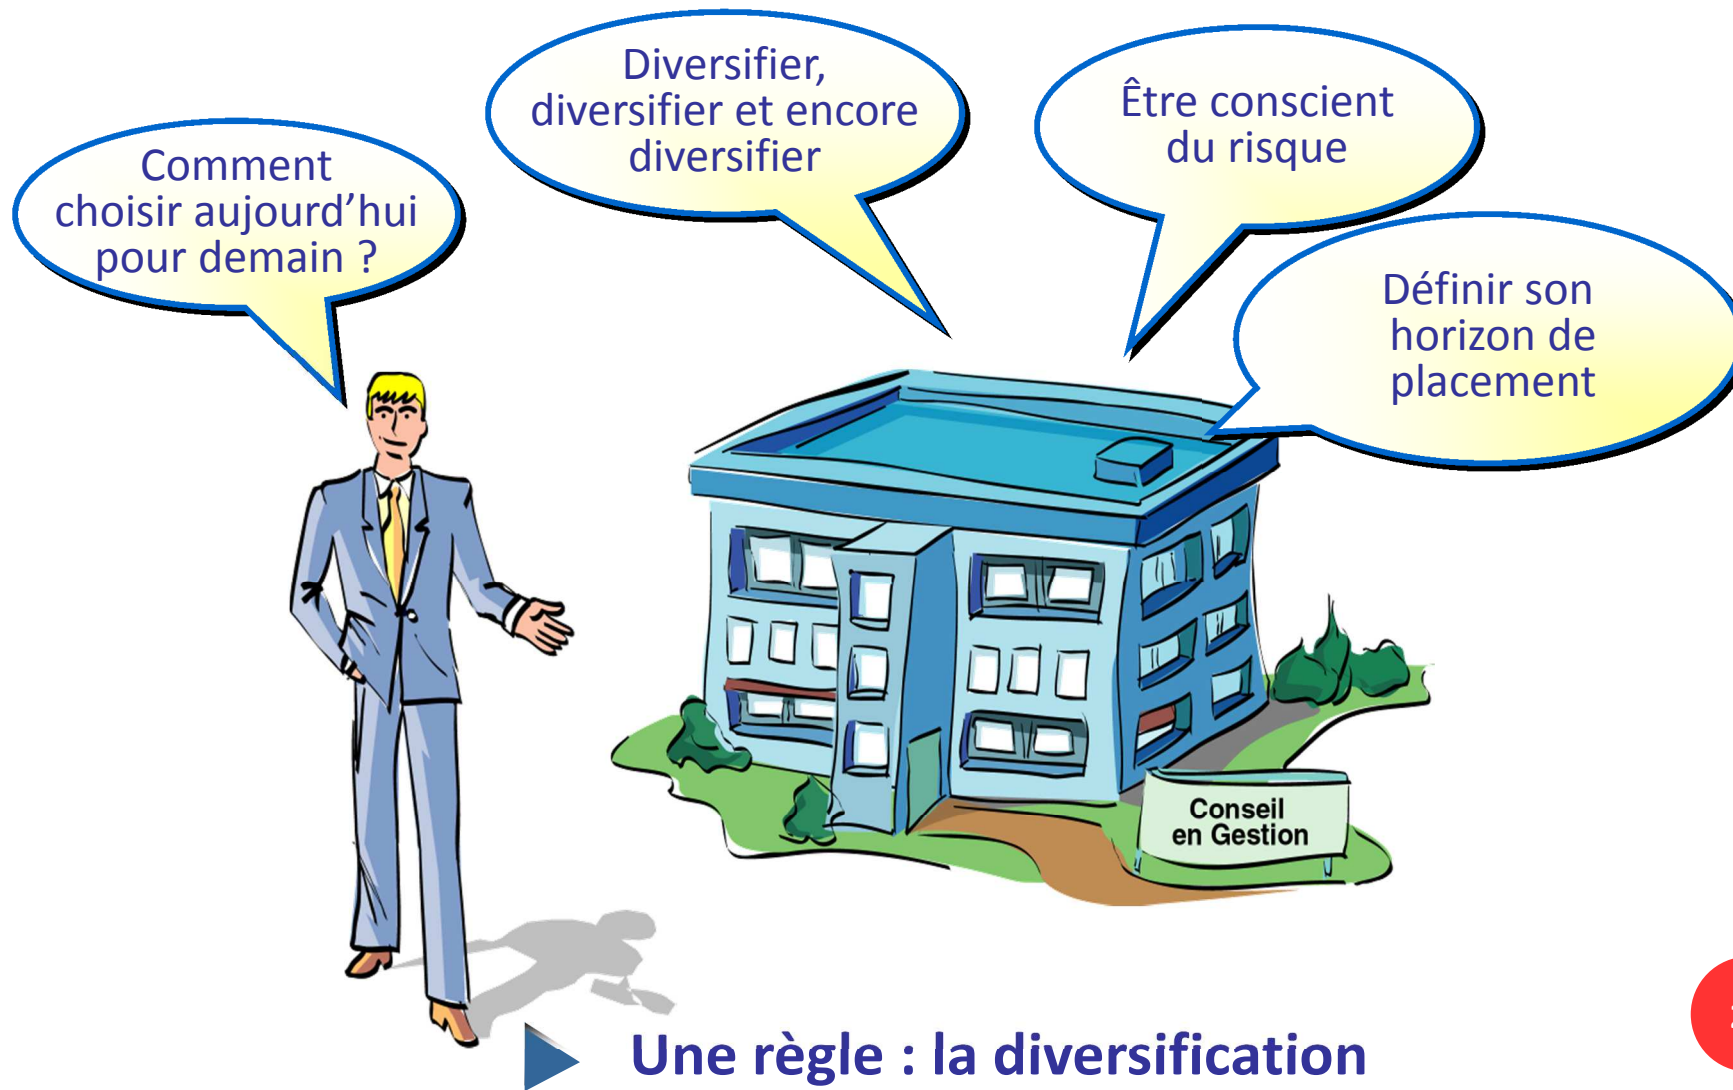 Comment
choisir aujourd’hui
pour demain ?
Diversifier,
diversifier et encore
diversifier
Être conscient
du risque
Définir son
horizon de
placement
Conseil
en Gestion
Une règle : la diversification